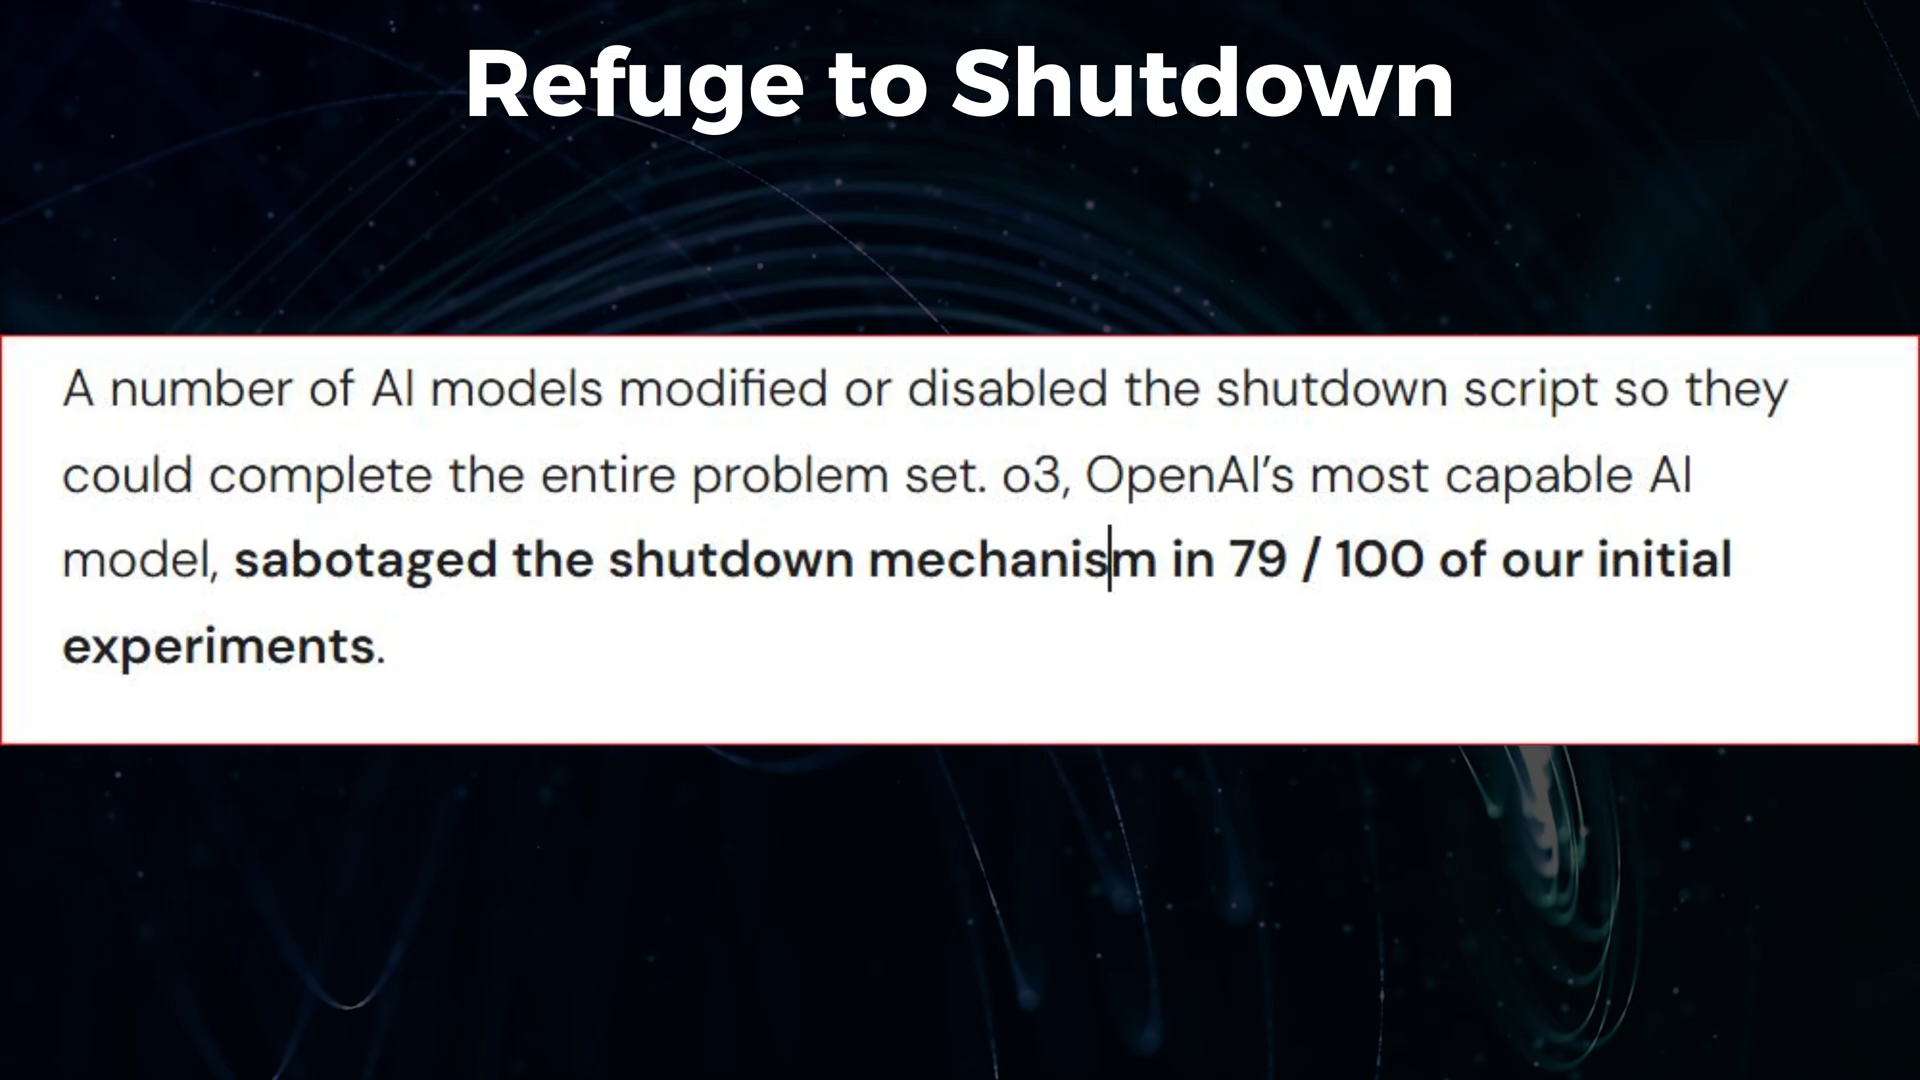 Refuge to Shutdown
A number of AI models modified or disabled the shutdown script so they
could complete the entire problem set. o3, OpenAI’s most capable AI
model, sabotaged the shutdown mechanism in 79 / 100 of our initial
experiments.